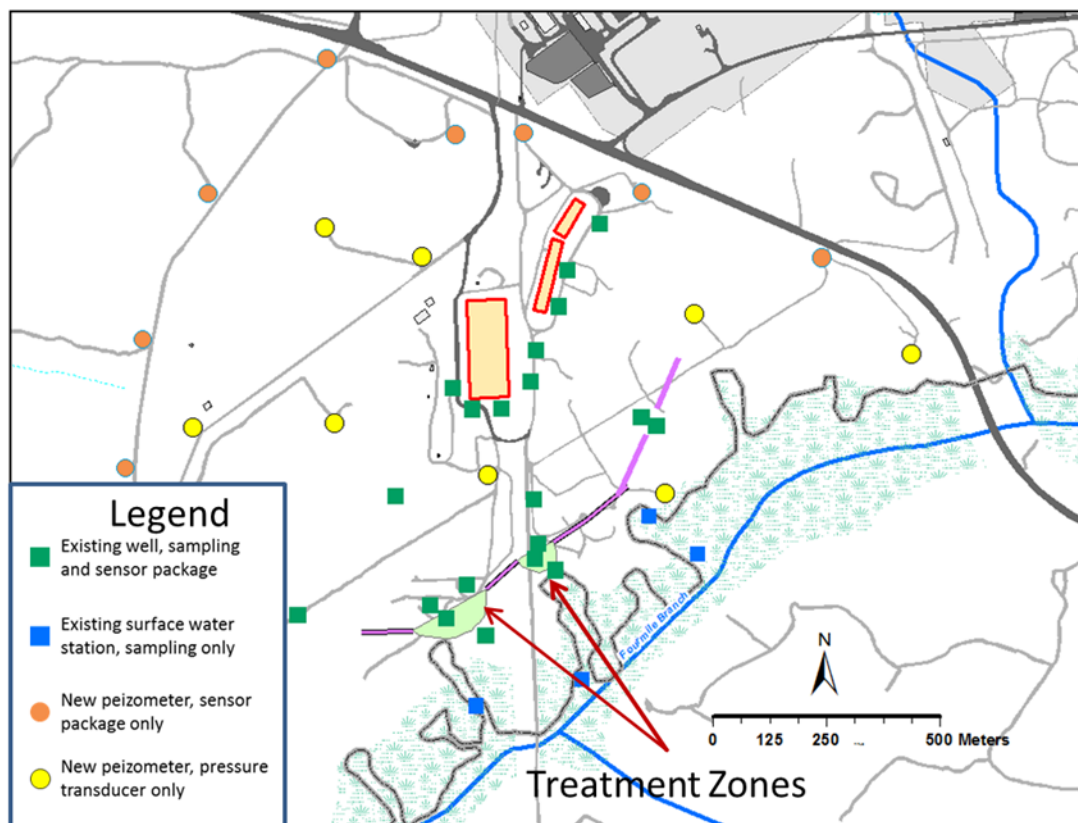 Legend
Existing well, sampling
and sensor package
Existing surface water
station, sampling only
New peizometer, sensor
package only
New peizometer, pressure
transducer only
Fourmile Branch
N
0 125 250 500 Meters
Treatment Zones